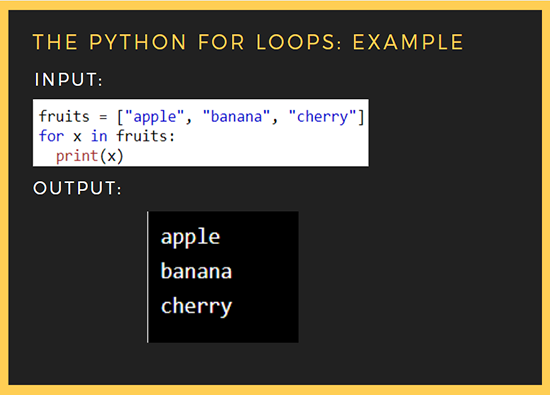 THE PYTHON FOR LOOPS: EXAMPLE
INPUT:
fruits = ["apple", "banana", "cherry"]
for x in fruits:
  print(x)
OUTPUT:
apple
banana
cherry